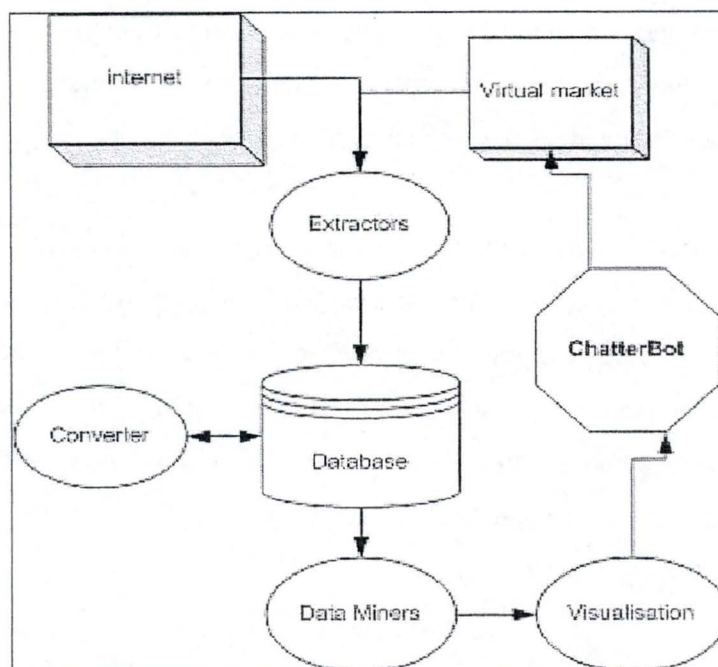 internet
Virtual market
Extractors
ChatterBot
Converter
Database
Data Miners
Visualisation